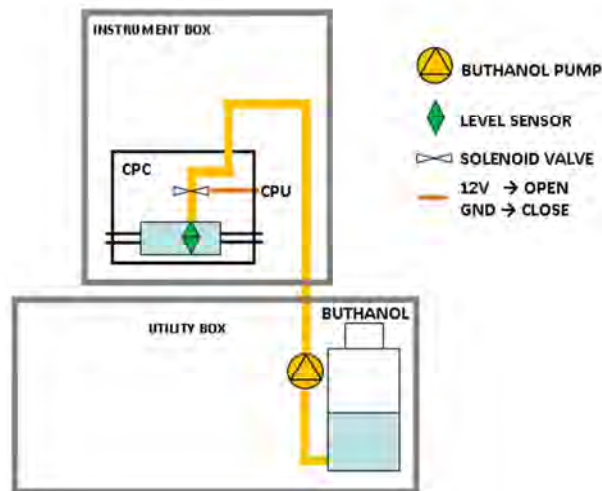 INSTRUMENT BOX
BUTHANOL PUMP
LEVEL SENSOR
SOLENOID VALVE
12V → OPEN
GND → CLOSE
CPC
CPU
BUTHANOL
UTILITY BOX